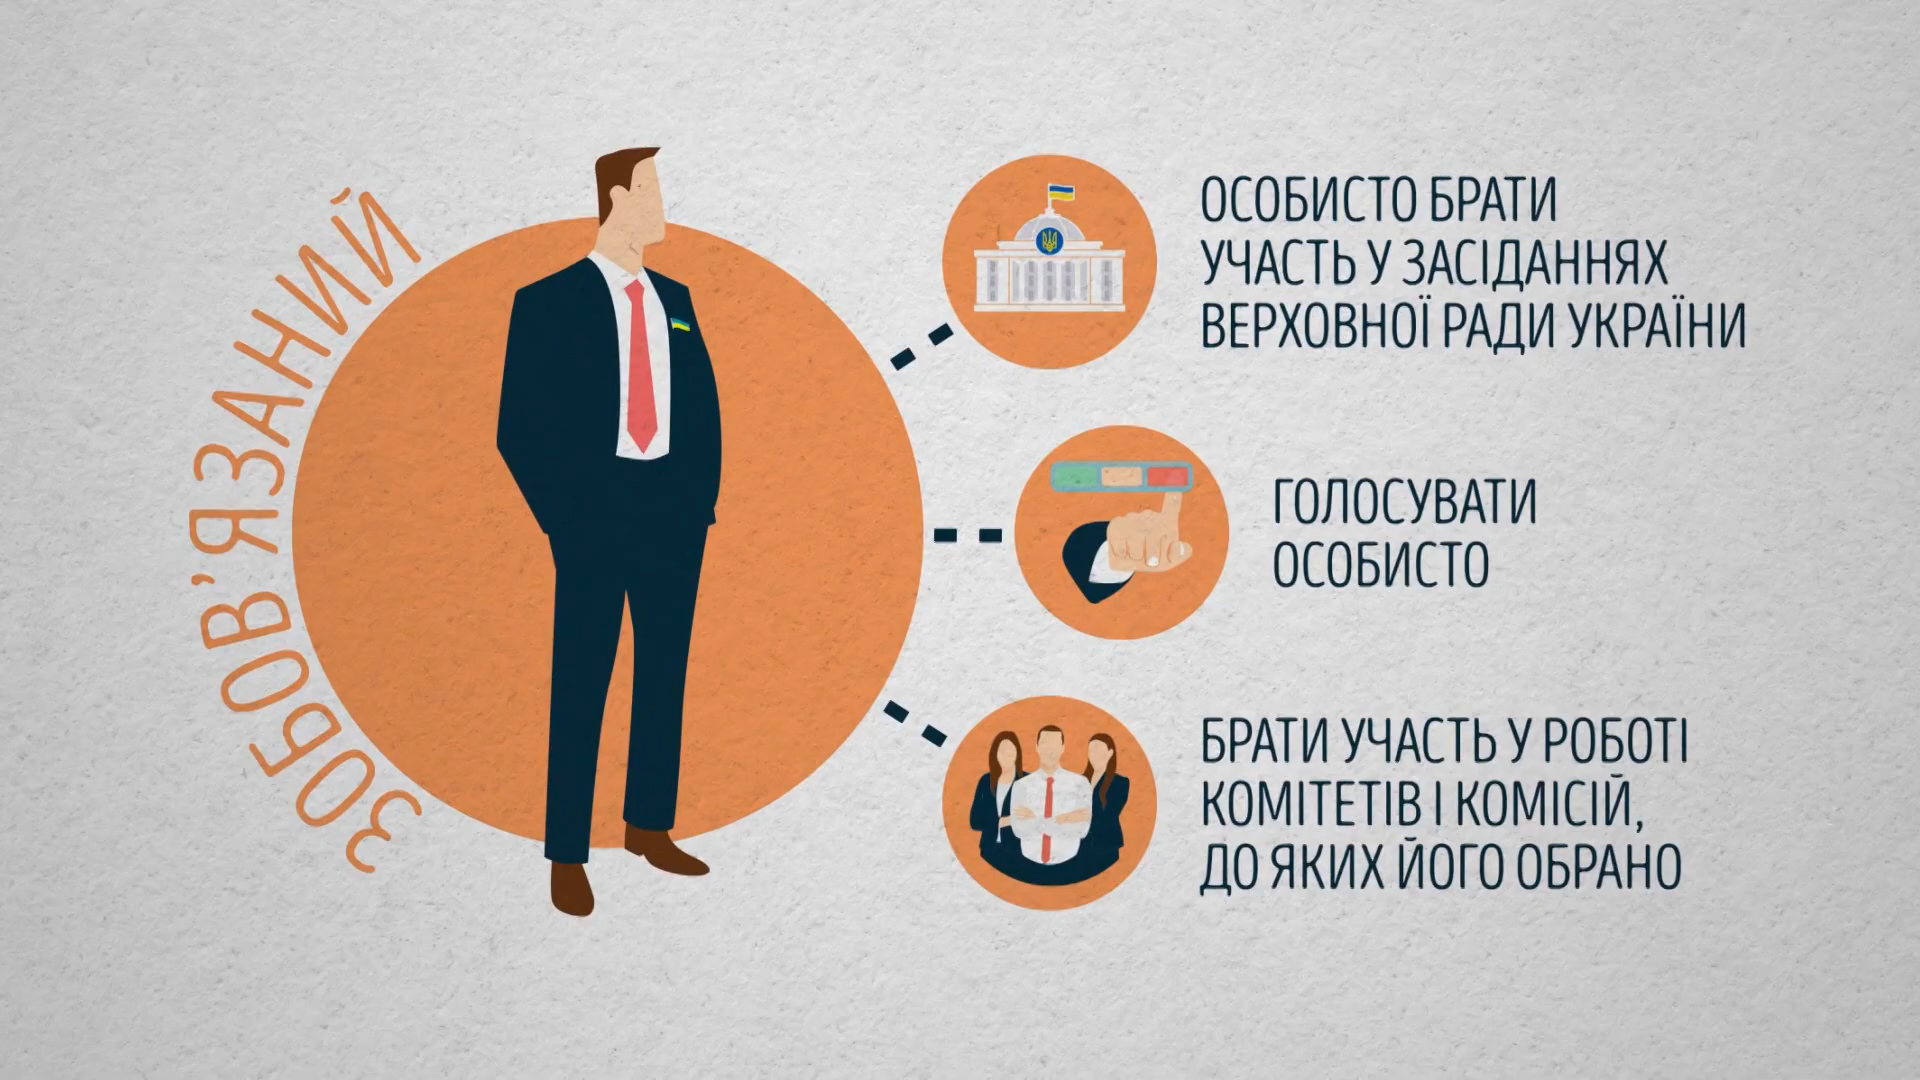 ЗОБОВ'ЯЗАНИЙ
ОСОБИСТО БРАТИ
УЧАСТЬ У ЗАСІДАННЯХ
ВЕРХОВНОЇ РАДИ УКРАЇНИ
ГОЛОСУВАТИ
ОСОБИСТО
БРАТИ УЧАСТЬ У РОБОТІ
КОМІТЕТІВ І КОМІСІЙ,
ДО ЯКИХ ЙОГО ОБРАНО